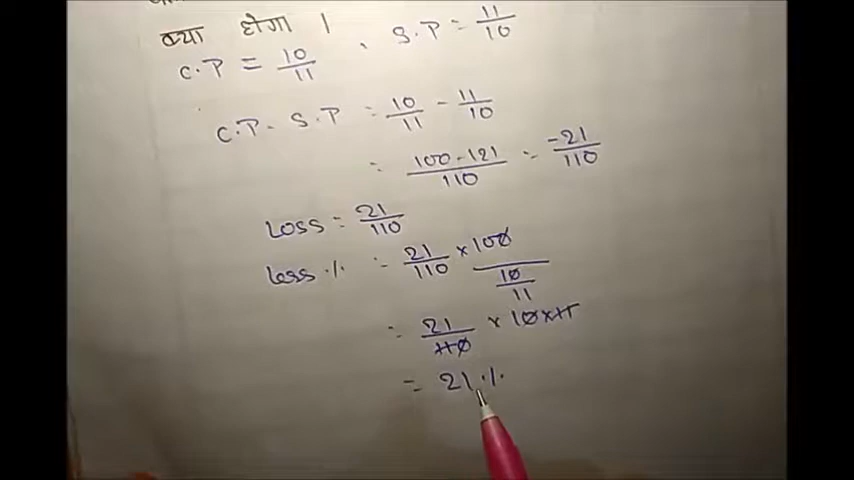 क्या होगा ।
C.P = 10/11 , S.P = 11/10
C.P - S.P = 10/11 - 11/10
= 100-121/110 = -21/110
Loss = 21/110
Less % = 21/110 × 100/(10/11)
= 21/110 × 10×11
= 21%